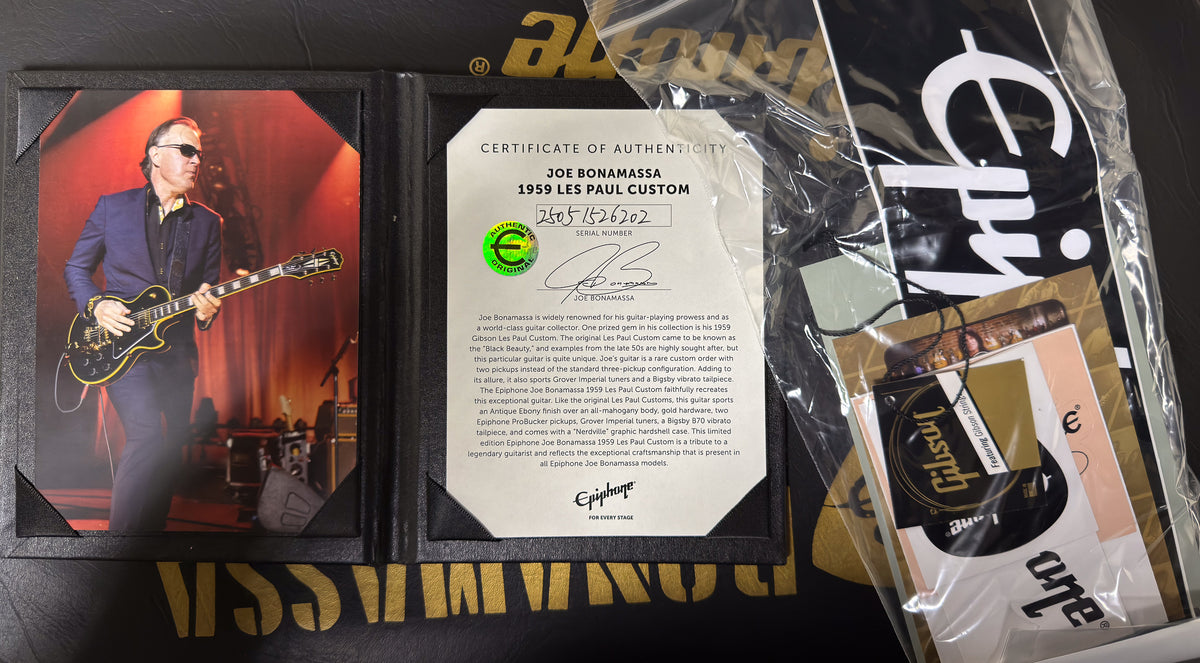 Epiphone
®
CERTIFICATE OF AUTHENTICITY
JOE BONAMASSA
1959 LES PAUL CUSTOM
25051526202
SERIAL NUMBER
AUTHENTIC
ORIGINAL
JOE BONAMASSA
Joe Bonamassa is widely renowned for his guitar-playing prowess and as
a world-class guitar collector. One prized gem in his collection is his 1959
Gibson Les Paul Custom. The original Les Paul Custom came to be known as
the "Black Beauty," and examples from the late 50s are highly sought after, but
this particular guitar is quite unique. Joe's guitar is a rare custom order with
two pickups instead of the standard three-pickup configuration. Adding to
its allure, it also sports Grover Imperial tuners and a Bigsby vibrato tailpiece.
The Epiphone Joe Bonamassa 1959 Les Paul Custom faithfully recreates
this exceptional guitar. Like the original Les Paul Customs, this guitar sports
an Antique Ebony finish over an all-mahogany body, gold hardware, two
Epiphone ProBucker pickups, Grover Imperial tuners, a Bigsby B70 vibrato
tailpiece, and comes with a "Nerdville" graphic hardshell case. This limited
edition Epiphone Joe Bonamassa 1959 Les Paul Custom is a tribute to a
legendary guitarist and reflects the exceptional craftsmanship that is present in
all Epiphone Joe Bonamassa models.
Epiphone
FOR EVERY STAGE
BONAMASSA
Epi
Gibson
Featuring Gibson